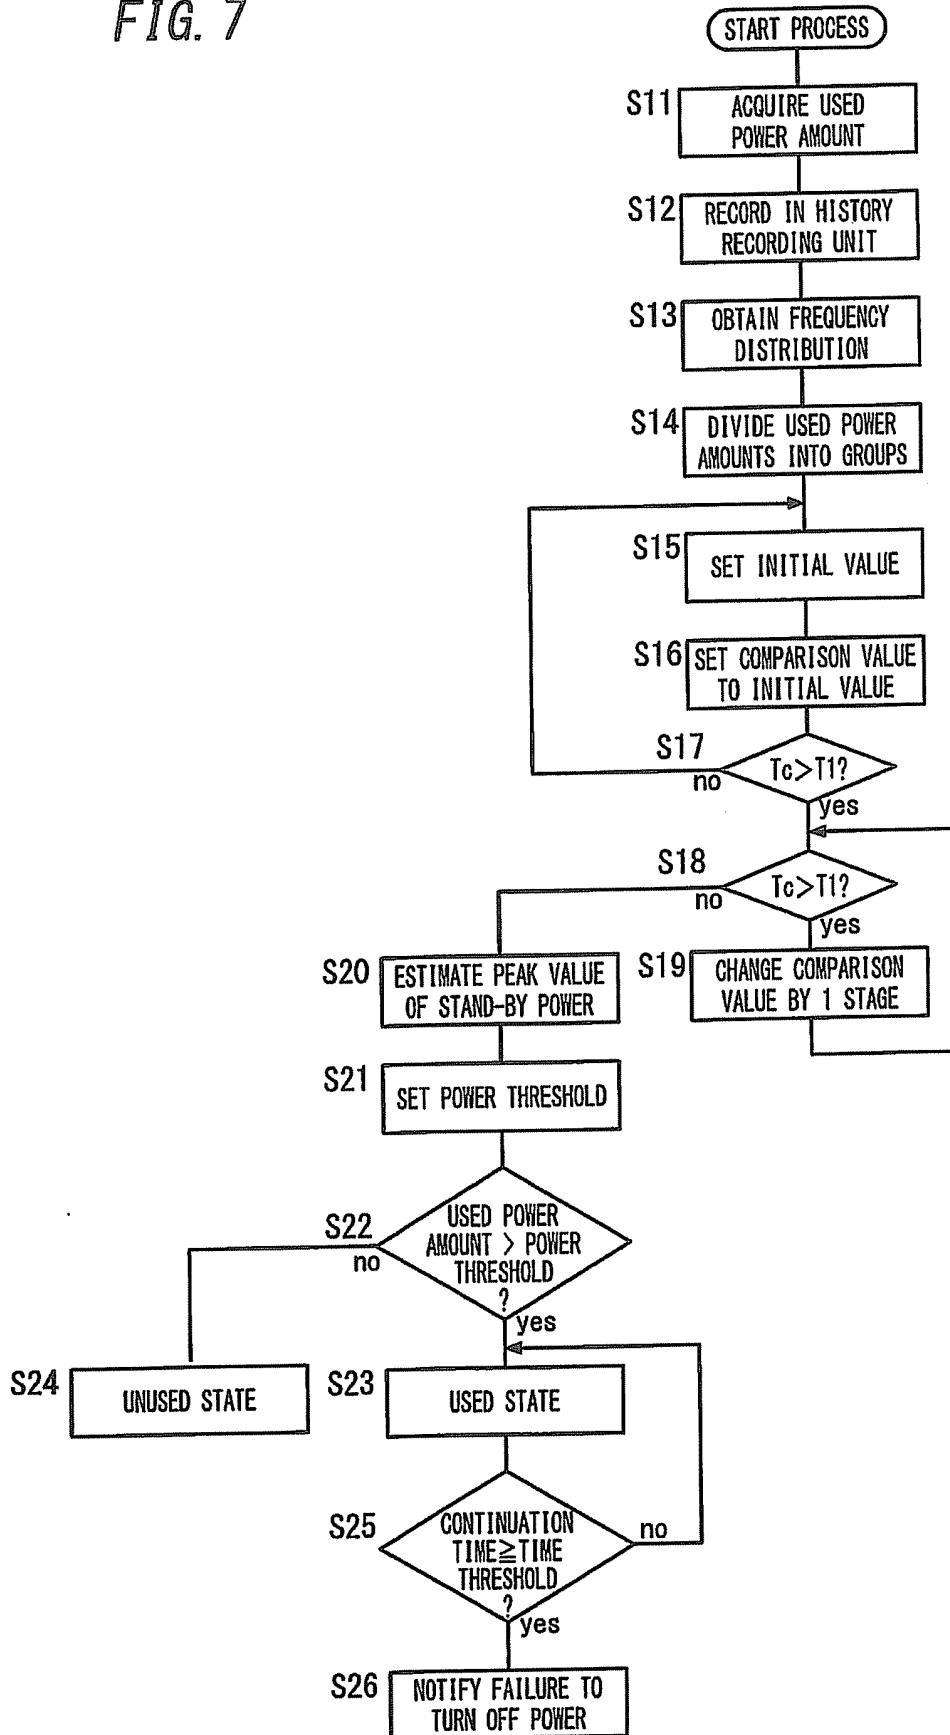 FIG. 7
START PROCESS
S11
ACQUIRE USED
POWER AMOUNT
S12
RECORD IN HISTORY
RECORDING UNIT
S13
OBTAIN FREQUENCY
DISTRIBUTION
S14
DIVIDE USED POWER
AMOUNTS INTO GROUPS
S15
SET INITIAL VALUE
S16
SET COMPARISON VALUE
TO INITIAL VALUE
S17
Tc>T1?
no
yes
S18
Tc>T1?
no
yes
S20
ESTIMATE PEAK VALUE
OF STAND-BY POWER
S19
CHANGE COMPARISON
VALUE BY 1 STAGE
S21
SET POWER THRESHOLD
S22
USED POWER
AMOUNT > POWER
THRESHOLD
?
no
yes
S24
UNUSED STATE
S23
USED STATE
S25
CONTINUATION
TIME≧TIME
THRESHOLD
?
no
yes
S26
NOTIFY FAILURE TO
TURN OFF POWER